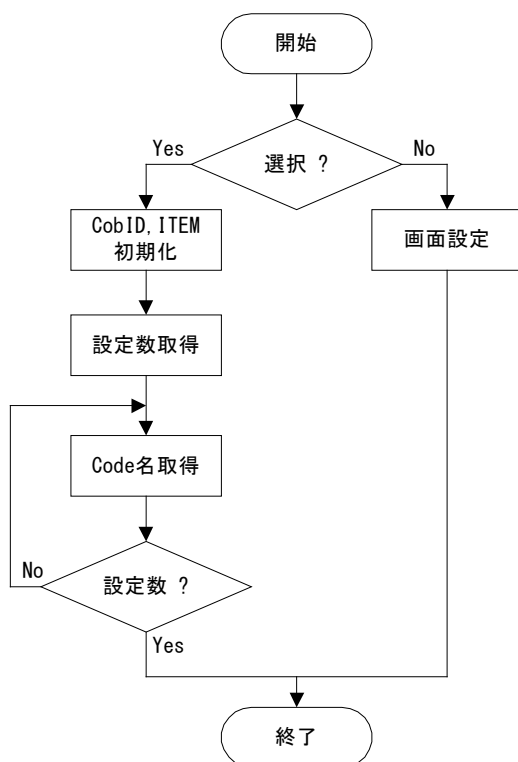 開始
選択 ?
Yes
No
CobID, ITEM
初期化
画面設定
設定数取得
Code名取得
設定数 ?
No
Yes
終了